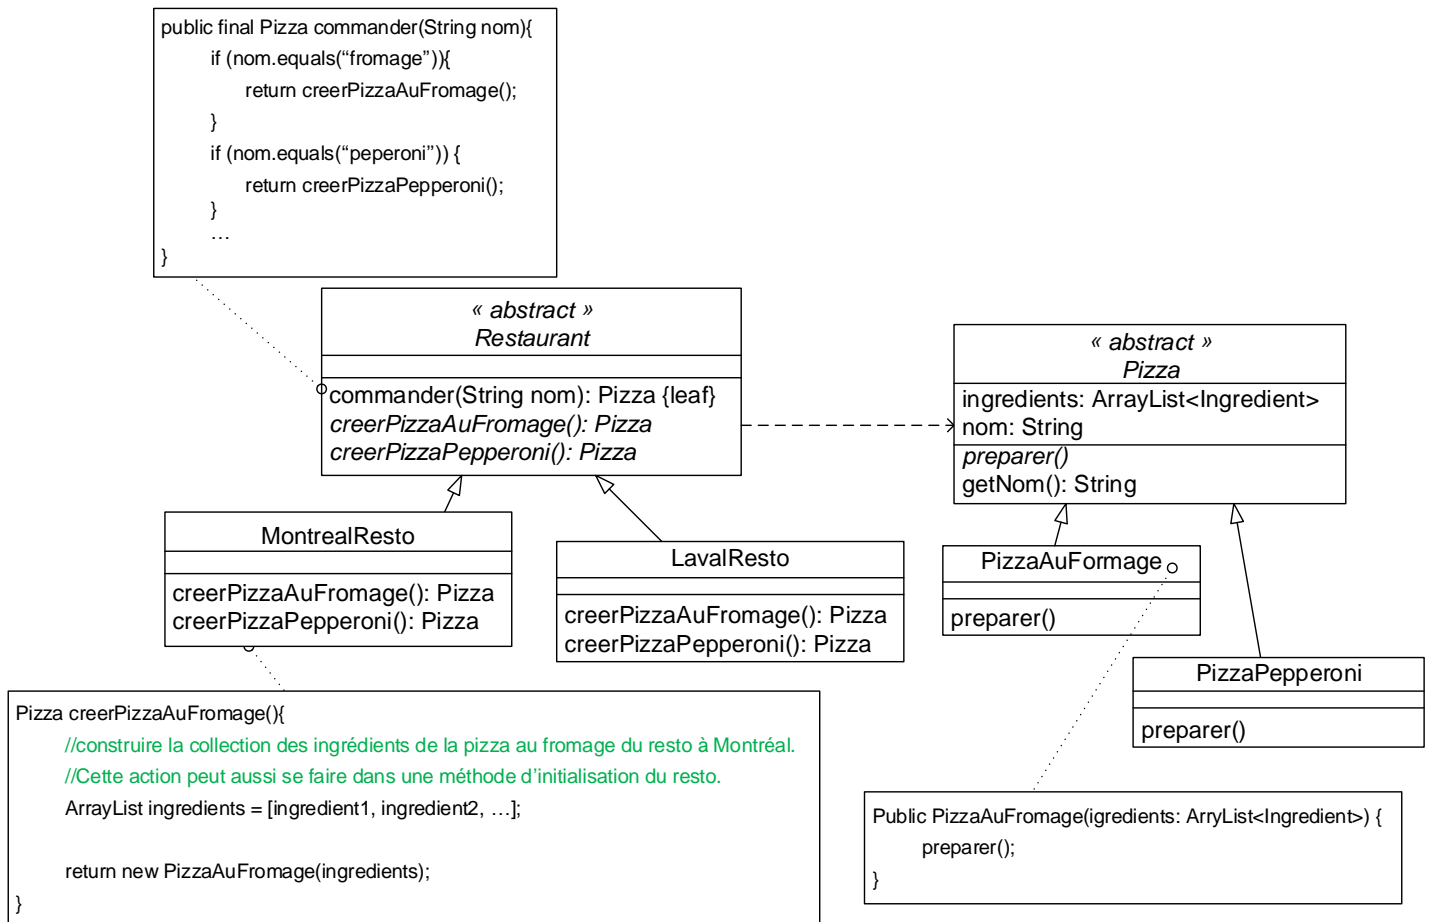 public final Pizza commander(String nom){
if (nom.equals(“fromage”)){
return creerPizzaAuFromage();
}
if (nom.equals(“peperoni”)) {
return creerPizzaPepperoni();
}
…
}
« abstract »
Restaurant
commander(String nom): Pizza {leaf}
creerPizzaAuFromage(): Pizza
creerPizzaPepperoni(): Pizza
« abstract »
Pizza
ingredients: ArrayList<Ingredient>
nom: String
preparer()
getNom(): String
MontrealResto
creerPizzaAuFromage(): Pizza
creerPizzaPepperoni(): Pizza
LavalResto
creerPizzaAuFromage(): Pizza
creerPizzaPepperoni(): Pizza
PizzaAuFormage
preparer()
PizzaPepperoni
preparer()
Pizza creerPizzaAuFromage(){
//construire la collection des ingrédients de la pizza au fromage du resto à Montréal.
//Cette action peut aussi se faire dans une méthode d’initialisation du resto.
ArrayList ingredients = [ingredient1, ingredient2, …];
return new PizzaAuFromage(ingredients);
}
Public PizzaAuFromage(igredients: ArryList<Ingredient>) {
preparer();
}